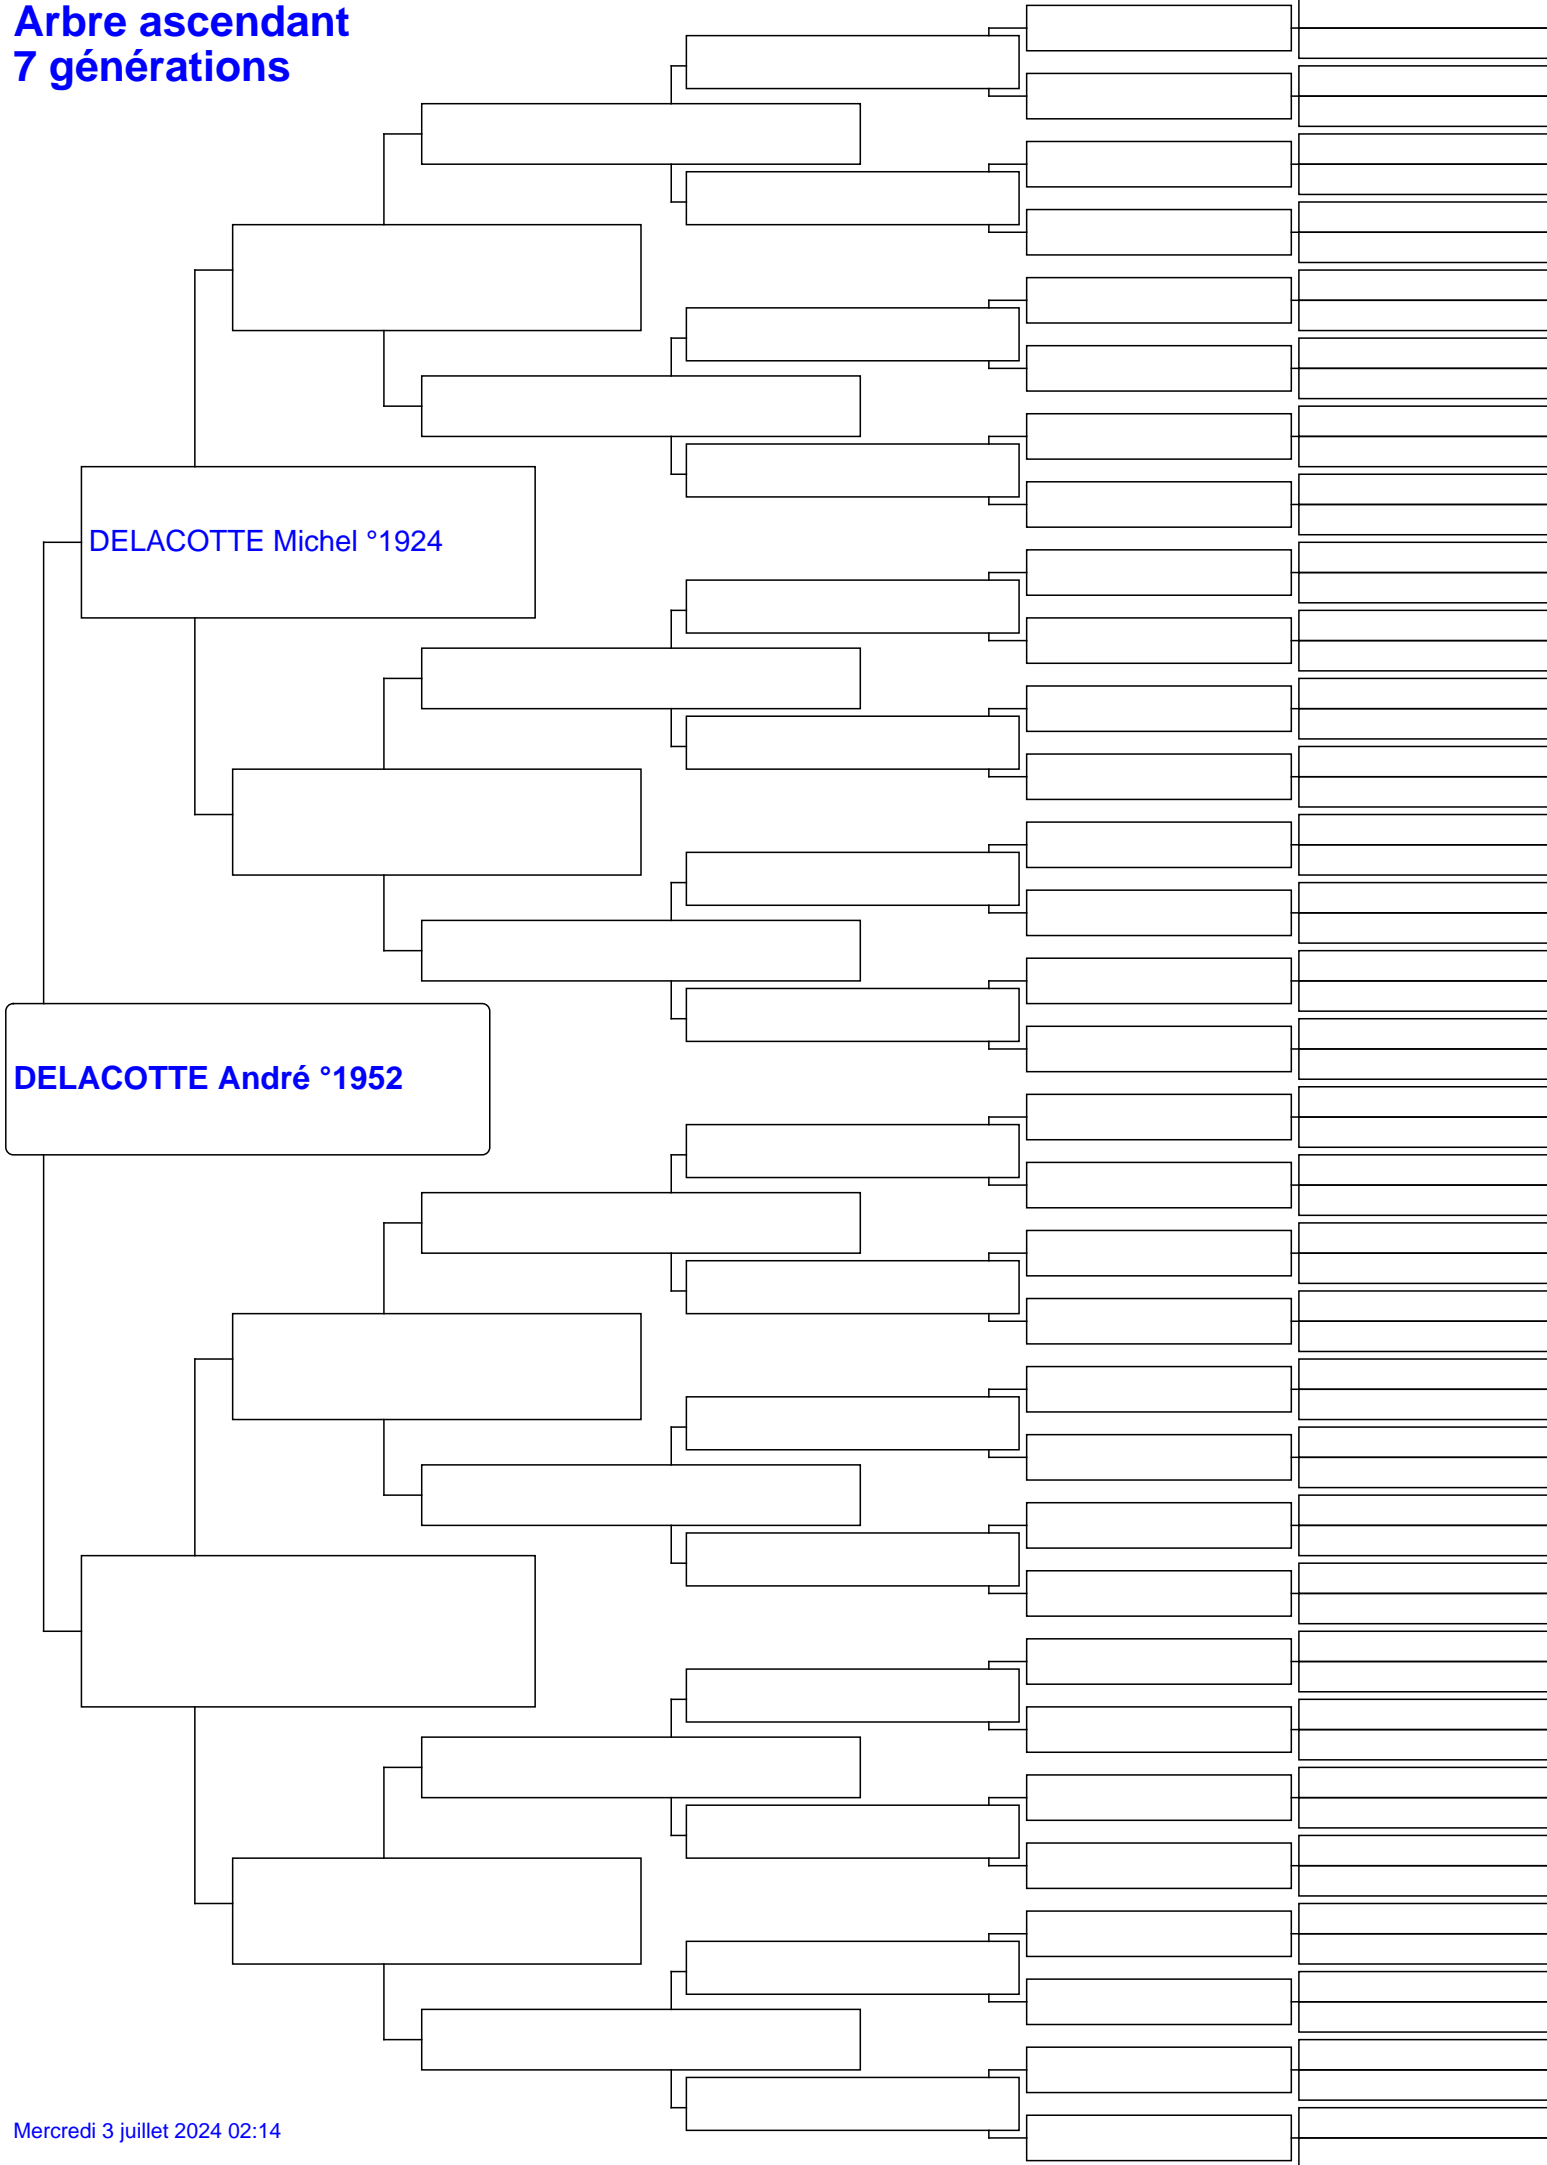 Arbre ascendant
7 générations
DELACOTTE Michel °1924
DELACOTTE André °1952
Mercredi 3 juillet 2024 02:14